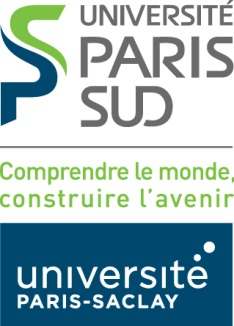 UNIVERSITÉ
PARIS
SUD
Comprendre le monde,
construire l'avenir
université
PARIS-SACLAY